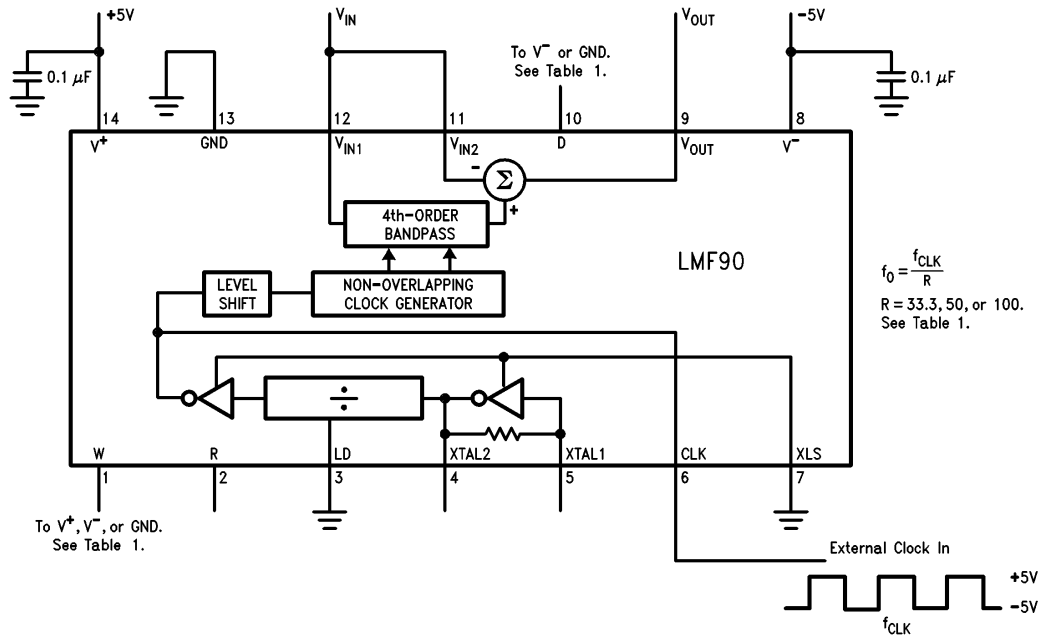 +5V
V_IN
V_OUT
-5V
0.1 μF
To V⁻ or GND.
See Table 1.
0.1 μF
14
13
12
11
10
9
8
V⁺
GND
V_IN1
V_IN2
D
V_OUT
V⁻
-
Σ
+
4th-ORDER
BANDPASS
LMF90
LEVEL
SHIFT
NON-OVERLAPPING
CLOCK GENERATOR
f_0 = f_CLK / R
R = 33.3, 50, or 100.
See Table 1.
÷
W
R
LD
XTAL2
XTAL1
CLK
XLS
1
2
3
4
5
6
7
To V⁺, V⁻, or GND.
See Table 1.
External Clock In
+5V
-5V
f_CLK